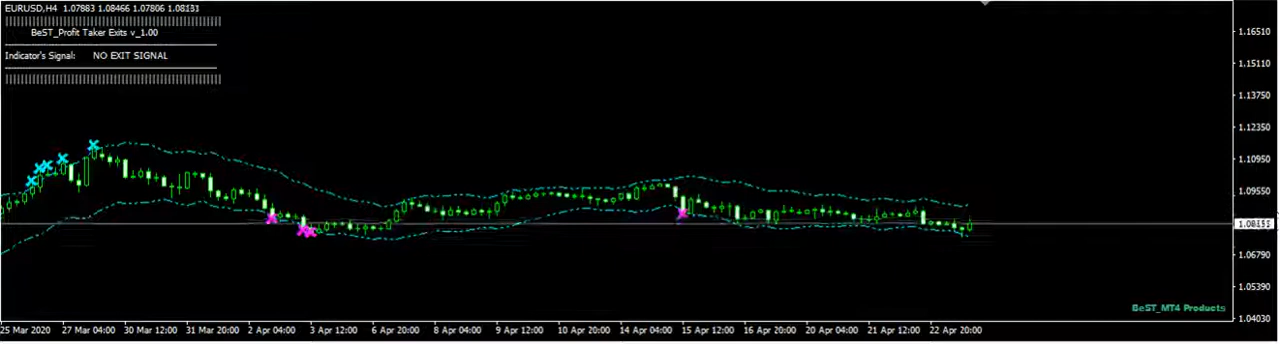 EURUSD,H4 1.07883 1.08466 1.07806
BeST_Profit Taker Exits v_1.00
Indicator's Signal: NO EXIT SIGNAL
1.16510
1.15110
1.13750
1.12350
1.10950
1.09550
1.06790
1.05390
1.04030
BeST_MT4 Products
25 Mar 2020 27 Mar 04:00 30 Mar 12:00 31 Mar 20:00 2 Apr 04:00 3 Apr 12:00 6 Apr 20:00 8 Apr 04:00 9 Apr 12:00 10 Apr 20:00 14 Apr 04:00 15 Apr 12:00 16 Apr 20:00 20 Apr 04:00 21 Apr 12:00 22 Apr 20:00